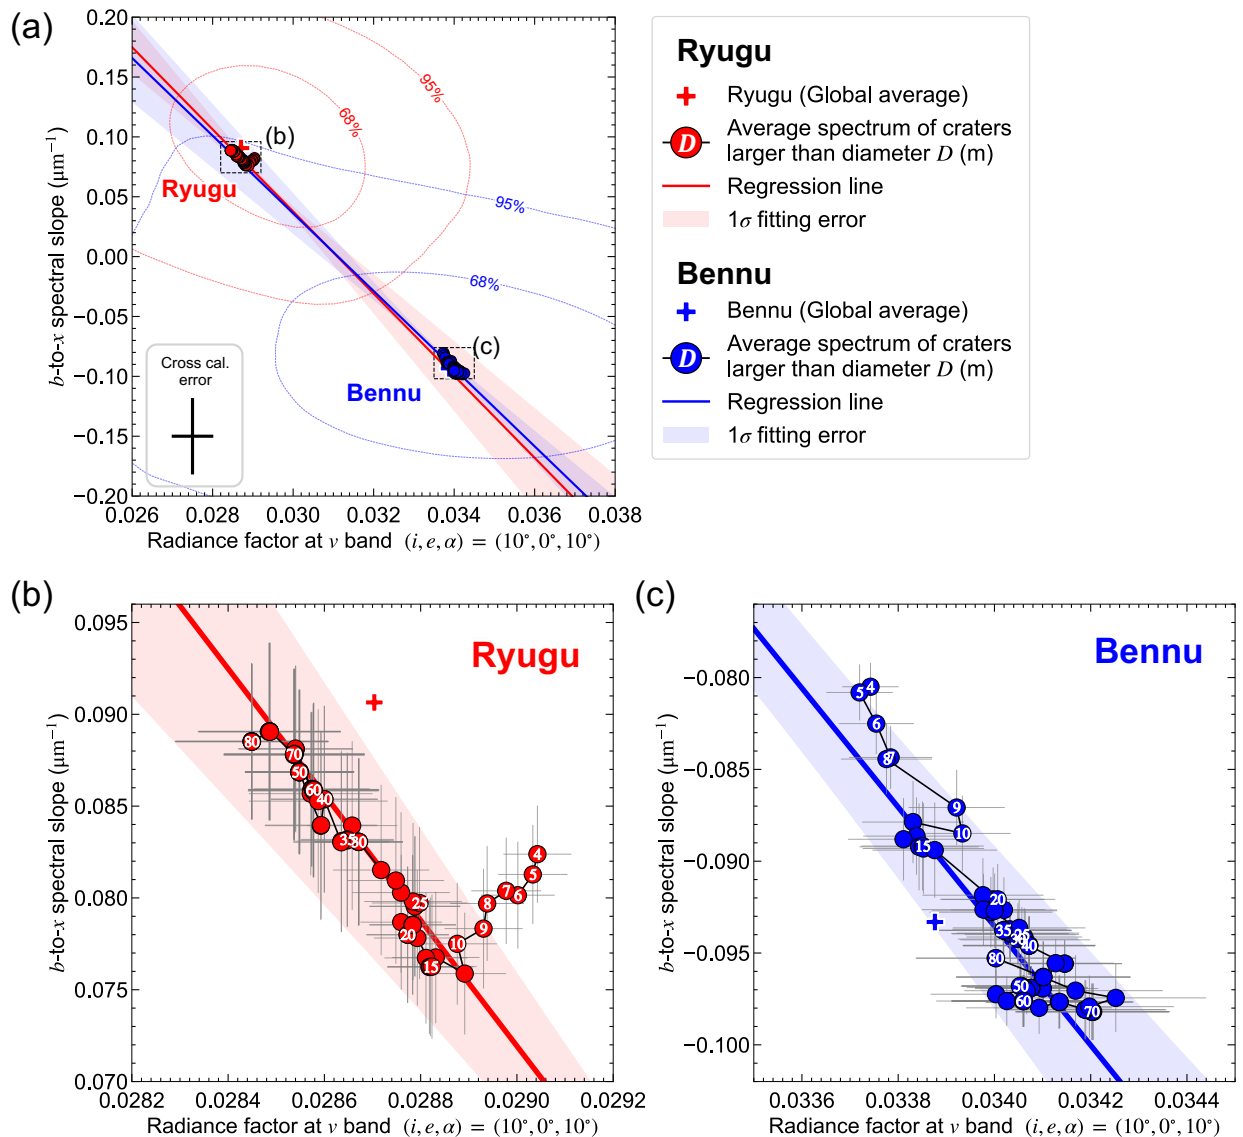 (a)
0.20
0.15
0.10
0.05
0.00
−0.05
−0.10
−0.15
−0.20
b-to-x spectral slope (μm⁻¹)
95%
68%
(b)
Ryugu
95%
68%
(c)
Bennu
Cross cal.
error
0.026 0.028 0.030 0.032 0.034 0.036 0.038
Radiance factor at v band (i, e, α) = (10°, 0°, 10°)
Ryugu
Ryugu (Global average)
D Average spectrum of craters
larger than diameter D (m)
Regression line
1σ fitting error
Bennu
Bennu (Global average)
D Average spectrum of craters
larger than diameter D (m)
Regression line
1σ fitting error
(b)
0.095
0.090
0.085
0.080
0.075
0.070
b-to-x spectral slope (μm⁻¹)
Ryugu
80
70
50
60
40
35
30
25
20
15
10
9
8
7
6
5
4
0.0282 0.0284 0.0286 0.0288 0.0290 0.0292
Radiance factor at v band (i, e, α) = (10°, 0°, 10°)
(c)
−0.080
−0.085
−0.090
−0.095
−0.100
b-to-x spectral slope (μm⁻¹)
Bennu
5
4
6
8
7
9
10
15
20
35
40
80
50
60
70
0.0336 0.0338 0.0340 0.0342 0.0344
Radiance factor at v band (i, e, α) = (10°, 0°, 10°)